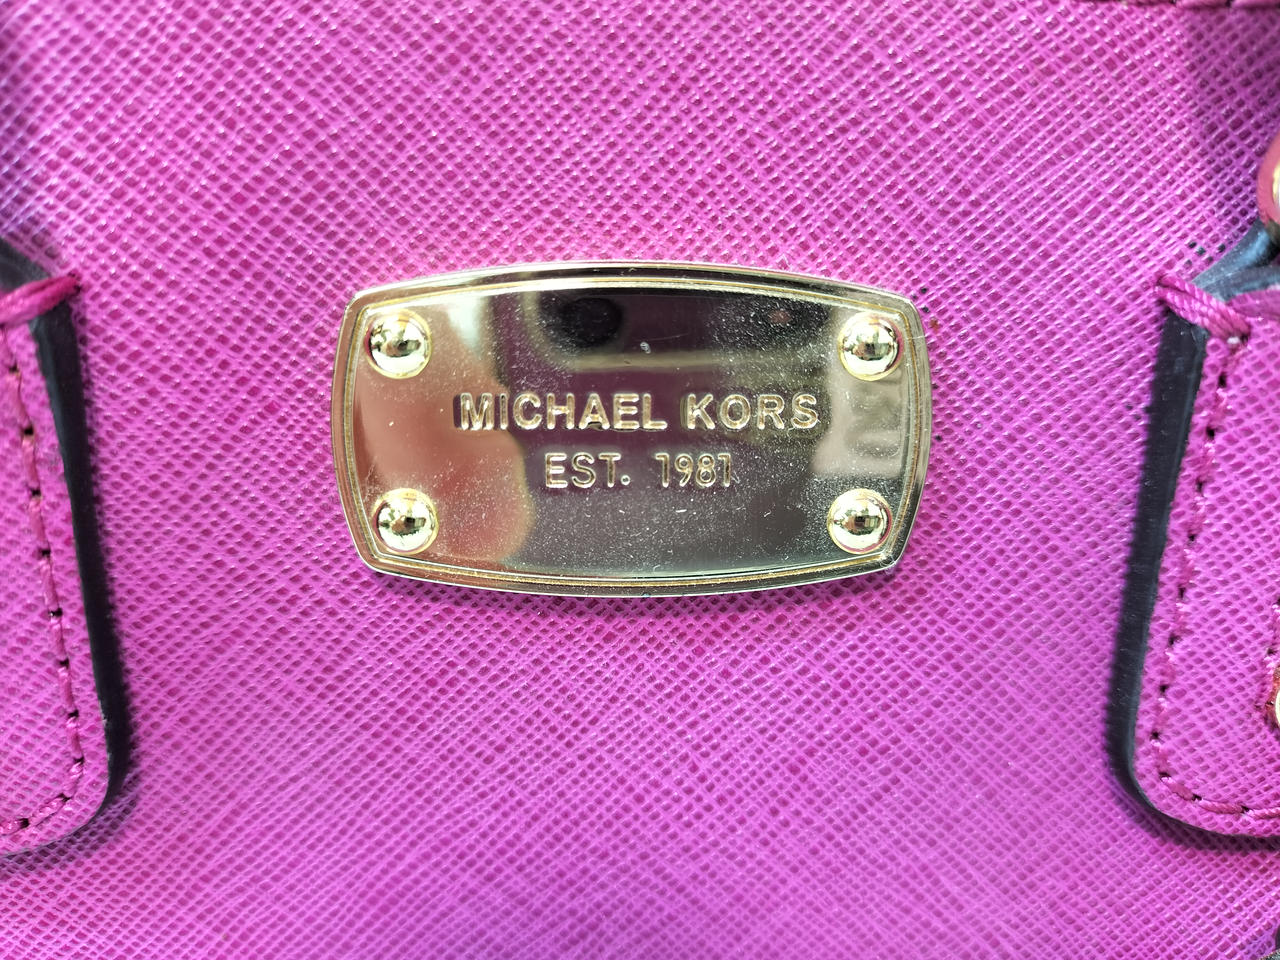 MICHAEL KORS
EST. 1981